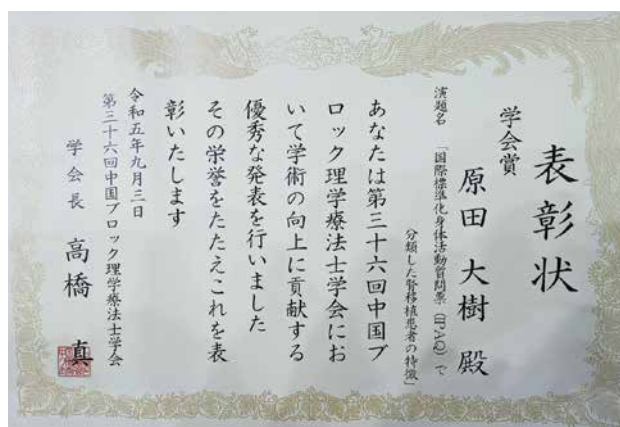 表彰状
学会賞
原田 大樹 殿
演題名 「国際標準化身体活動質問票（IPAQ）で
分類した腎移植患者の特徴」
あなたは第三十六回中国ブ
ロック理学療法士学会にお
いて学術の向上に貢献する
優秀な発表を行いました
その栄誉をたたえこれを表
彰いたします
令和五年九月三日
第三十六回中国ブロック理学療法士学会
学会長 高橋 真